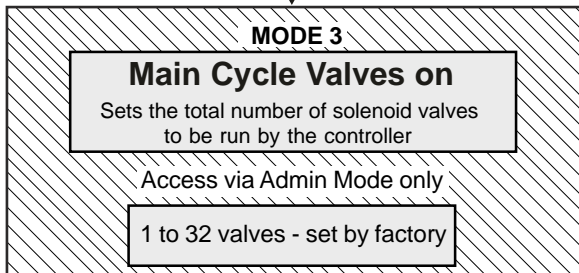 MODE 3
Main Cycle Valves on
Sets the total number of solenoid valves
to be run by the controller
Access via Admin Mode only
1 to 32 valves - set by factory